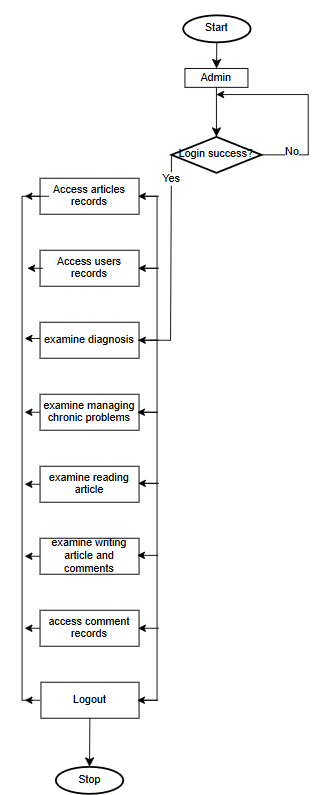 Start
Admin
Login success?
No
Yes
Access articles
records
Access users
records
examine diagnosis
examine managing
chronic problems
examine reading
article
examine writing
article and
comments
access comment
records
Logout
Stop